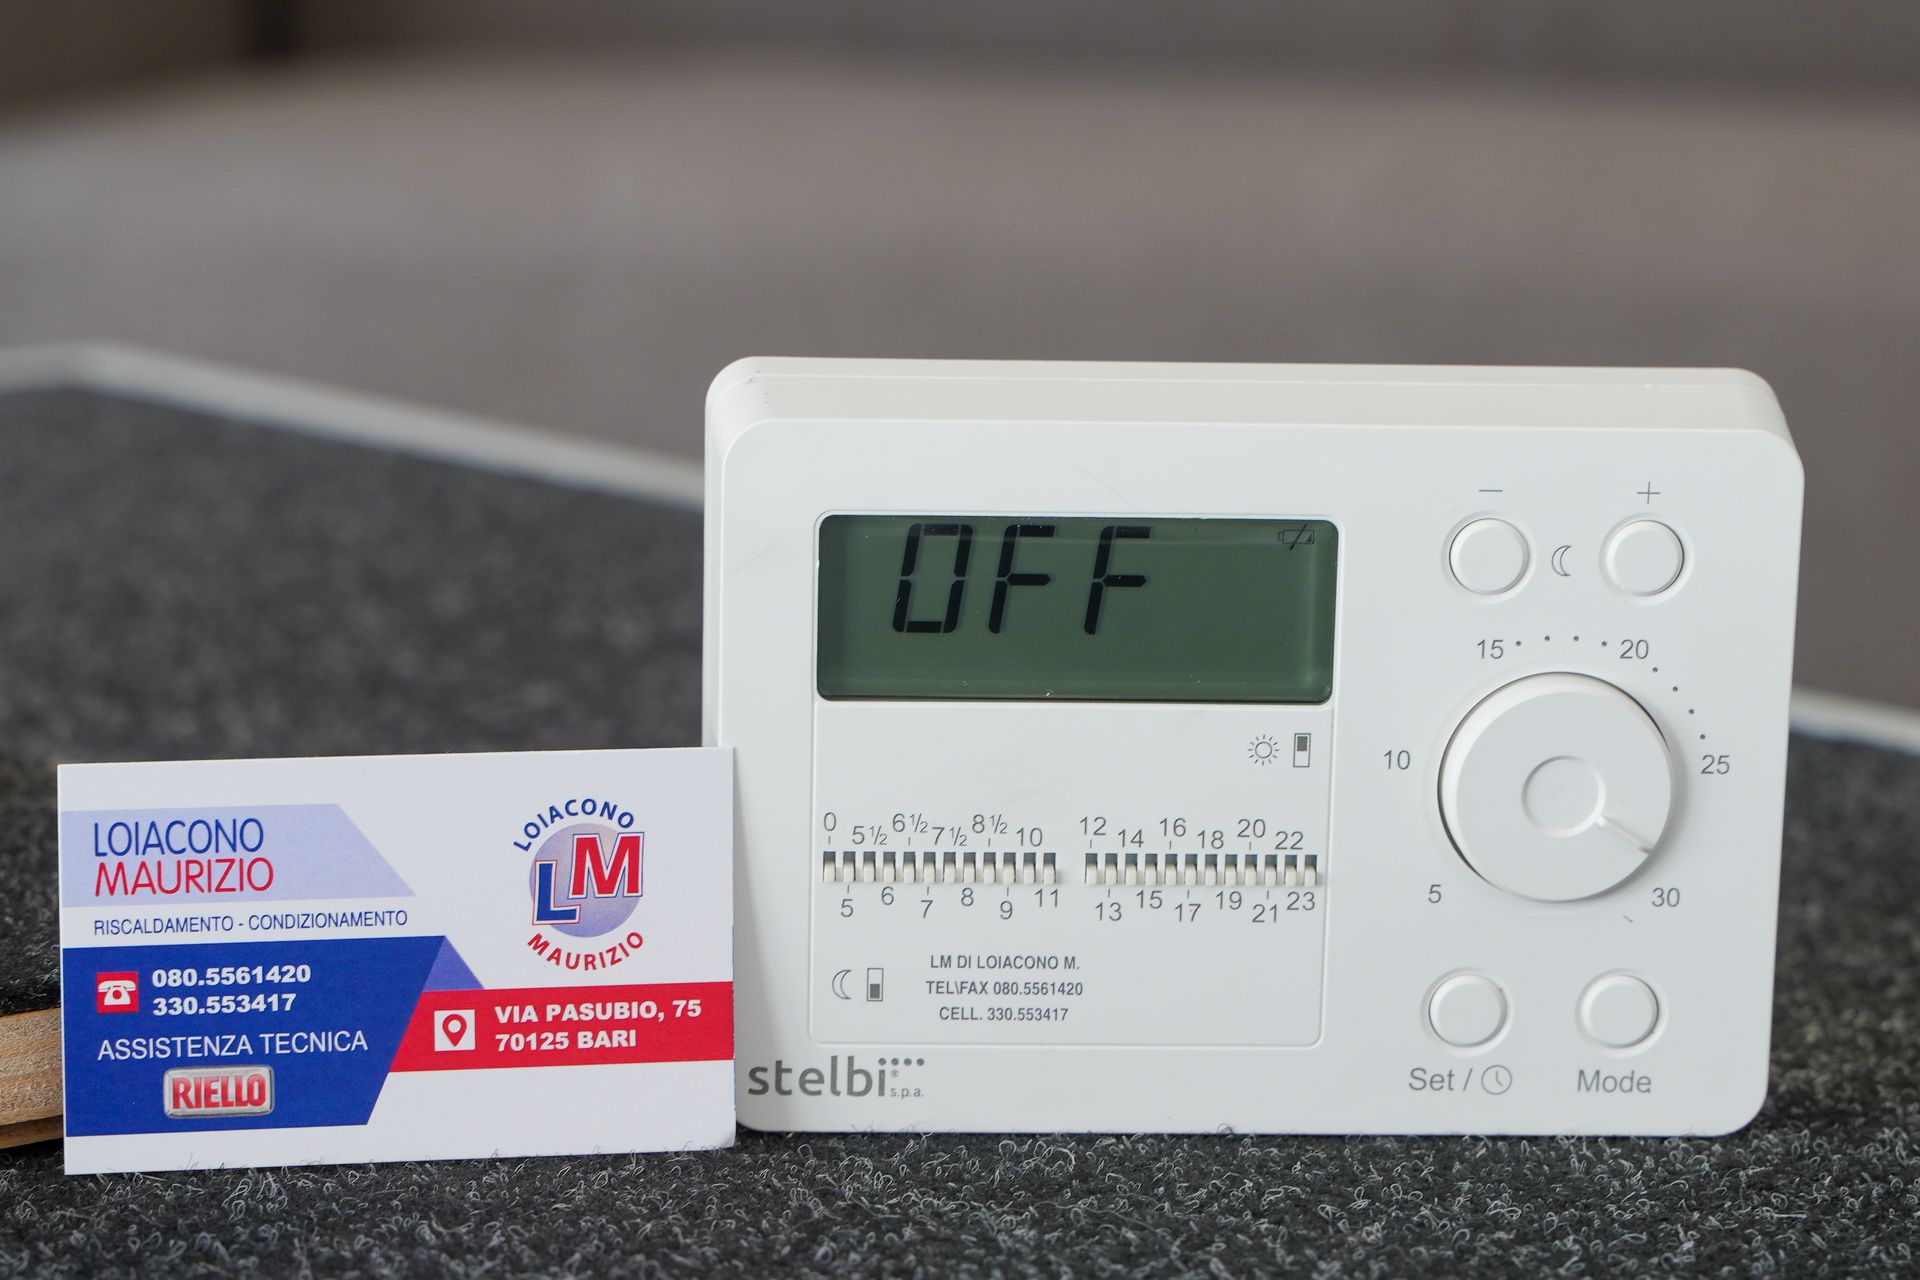 LOIACONO
MAURIZIO
RISCALDAMENTO - CONDIZIONAMENTO
080.5561420
330.553417
ASSISTENZA TECNICA
RIELLO
LOIACONO
LM
MAURIZIO
VIA PASUBIO, 75
70125 BARI
OFF
0 5½ 6½ 7½ 8½ 10 12 14 16 18 20 22
5 6 7 8 9 11 13 15 17 19 21 23
LM DI LOIACONO M.
TEL\FAX 080.5561420
CELL. 330.553417
stelbi® s.p.a.
− +
15 20
10 25
5 30
Set / Mode